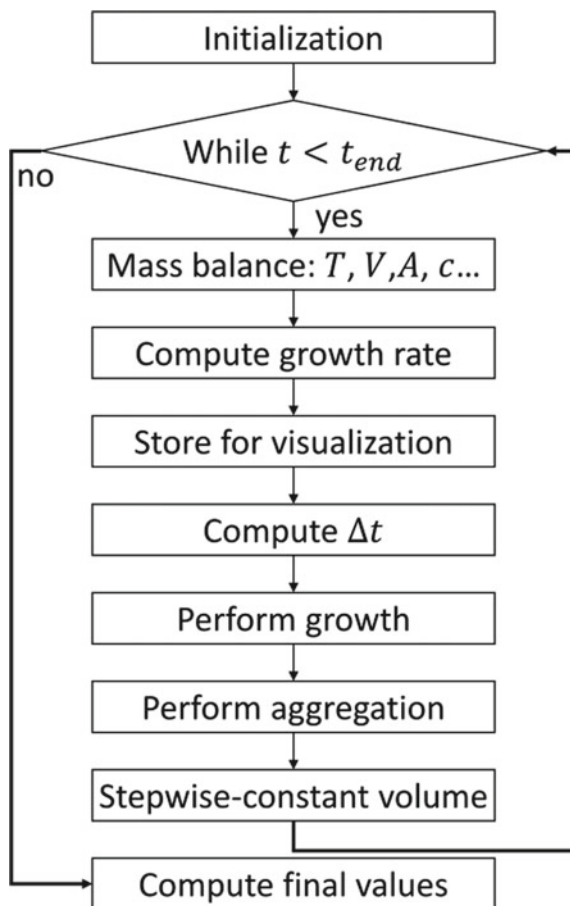 Initialization
While t < t_end
no
yes
Mass balance: T, V,A, c...
Compute growth rate
Store for visualization
Compute Δt
Perform growth
Perform aggregation
Stepwise-constant volume
Compute final values